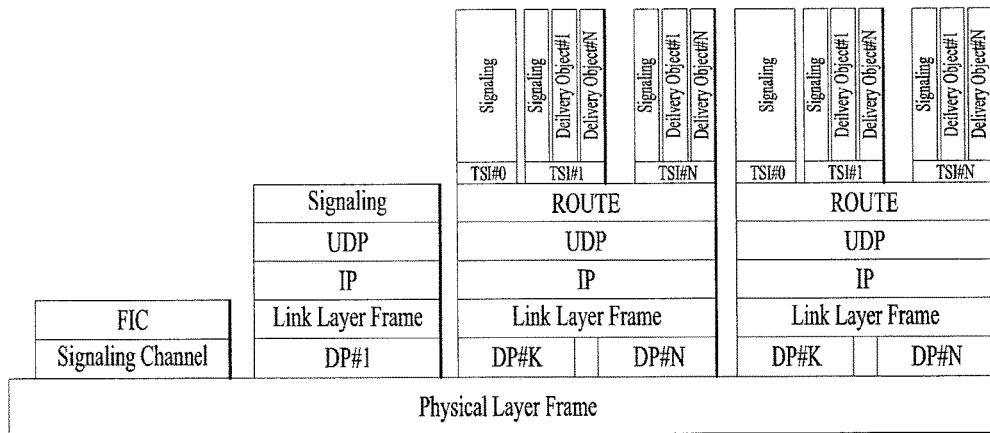 Signaling
Signaling
Deilvery Object#1
Delivery Object#N
Signaling
Deilvery Object#1
Delivery Object#N
Signaling
Signaling
Deilvery Object#1
Delivery Object#N
Signaling
Deilvery Object#1
Delivery Object#N
TSI#0 TSI#1 TSI#N TSI#0 TSI#1 TSI#N
Signaling ROUTE ROUTE
UDP UDP UDP
IP IP IP
FIC Link Layer Frame Link Layer Frame Link Layer Frame
Signaling Channel DP#1 DP#K DP#N DP#K DP#N
Physical Layer Frame